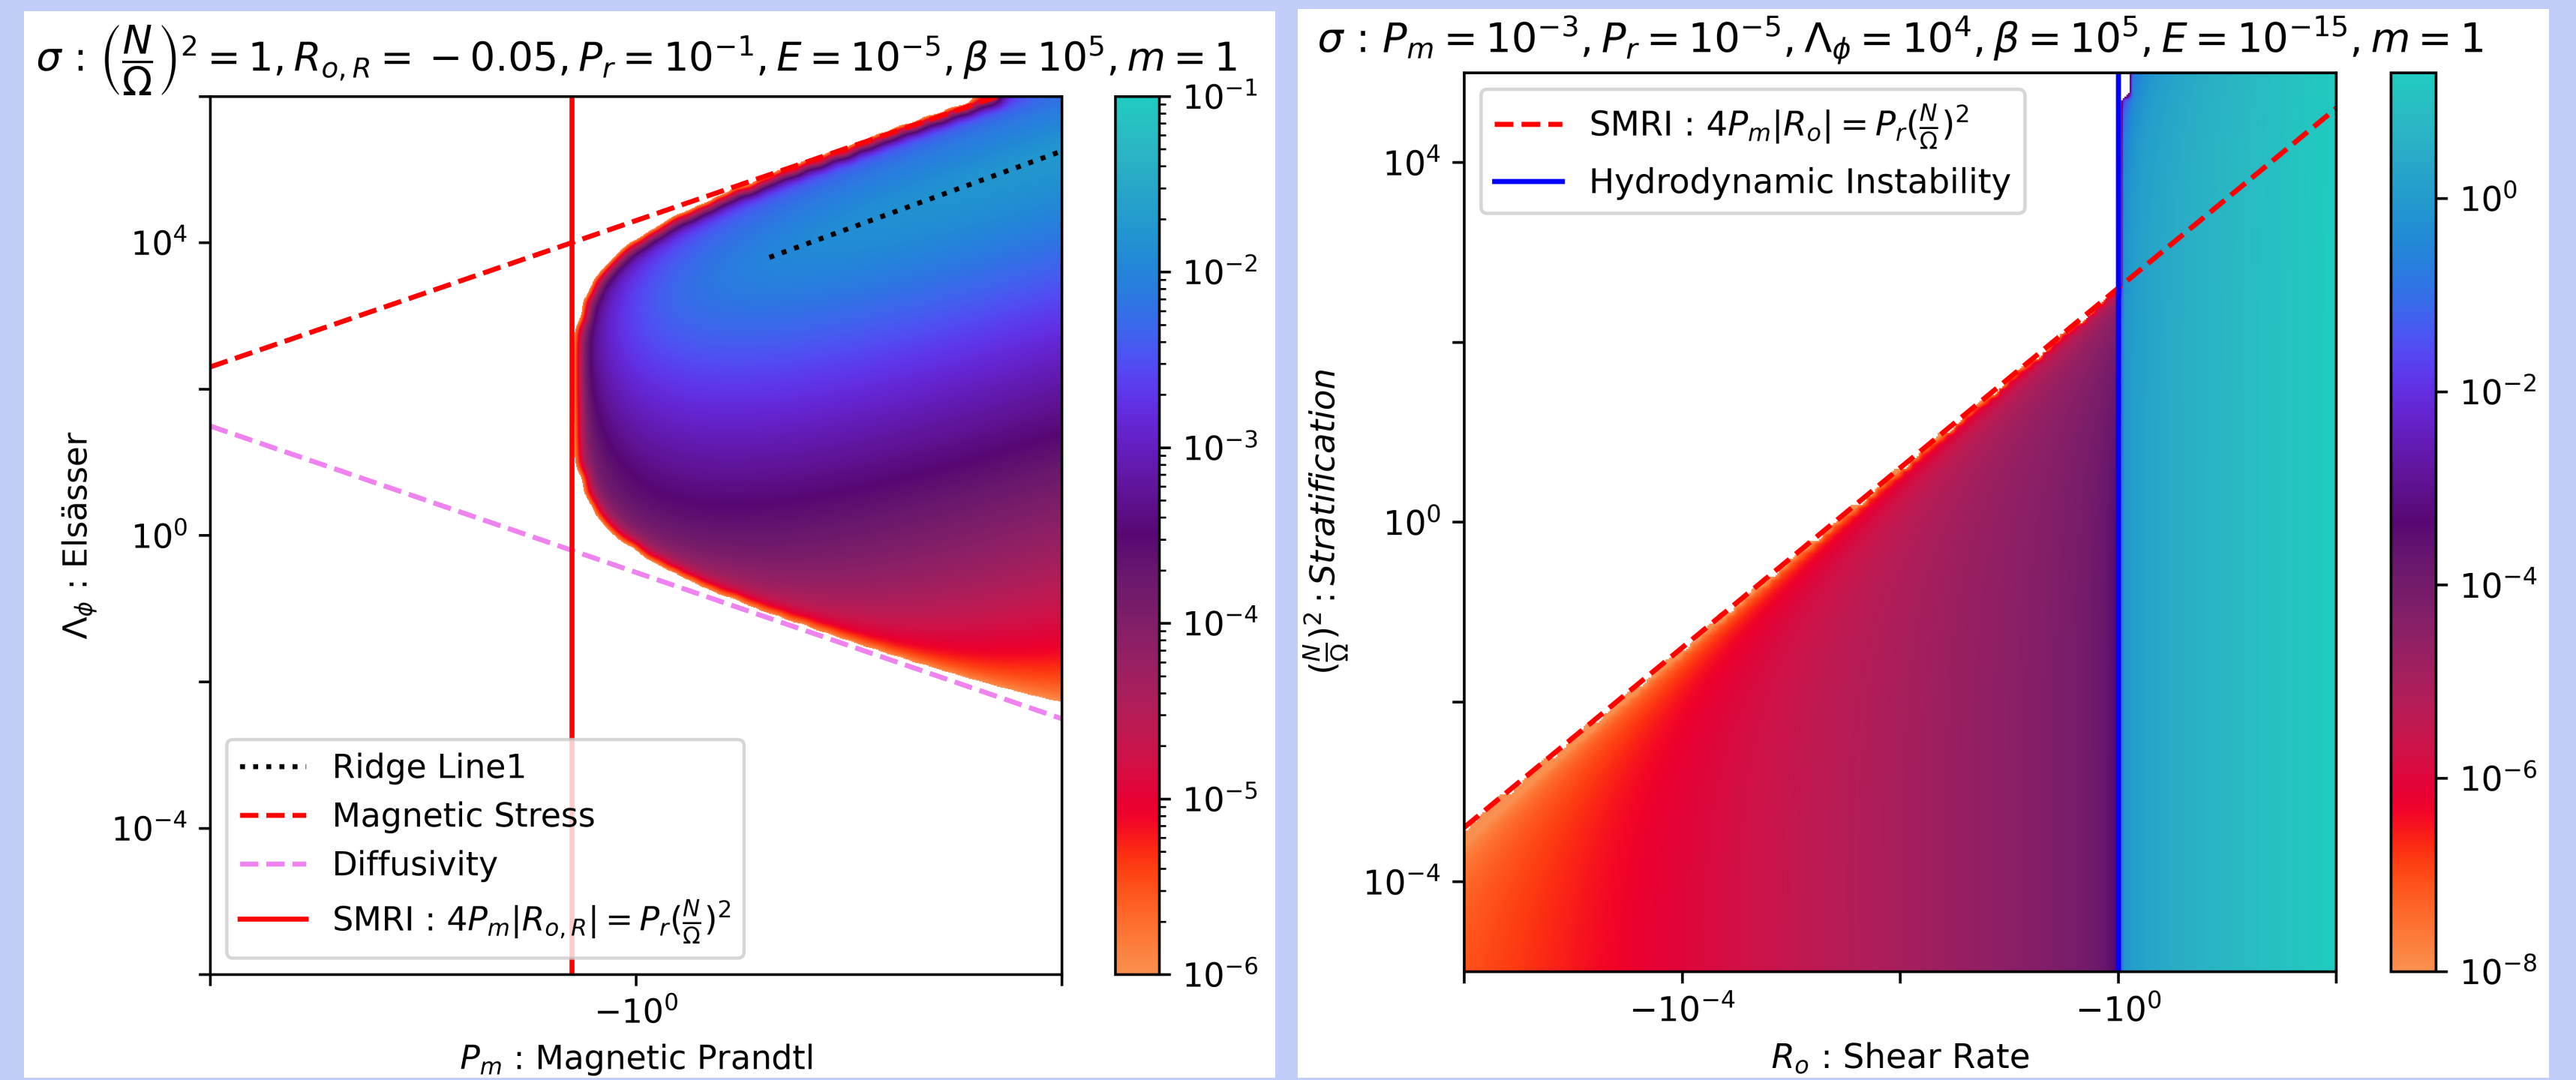 σ : (N/Ω)² = 1, R_{o,R} = −0.05, P_r = 10⁻¹, E = 10⁻⁵, β = 10⁵, m = 1
10⁻¹
10⁴
10⁻²
10⁻³
Λ_ϕ : Elsässer
10⁰
10⁻⁴
Ridge Line1
10⁻⁵
Magnetic Stress
10⁻⁴
Diffusivity
SMRI : 4P_m|R_{o,R}| = P_r(N/Ω)²
10⁻⁶
−10⁰
P_m : Magnetic Prandtl
σ : P_m = 10⁻³, P_r = 10⁻⁵, Λ_ϕ = 10⁴, β = 10⁵, E = 10⁻¹⁵, m = 1
SMRI : 4P_m|R_o| = P_r(N/Ω)²
10⁴
Hydrodynamic Instability
10⁰
10⁻²
(N/Ω)² : Stratification
10⁰
10⁻⁴
10⁻⁶
10⁻⁴
10⁻⁸
−10⁻⁴
−10⁰
R_o : Shear Rate